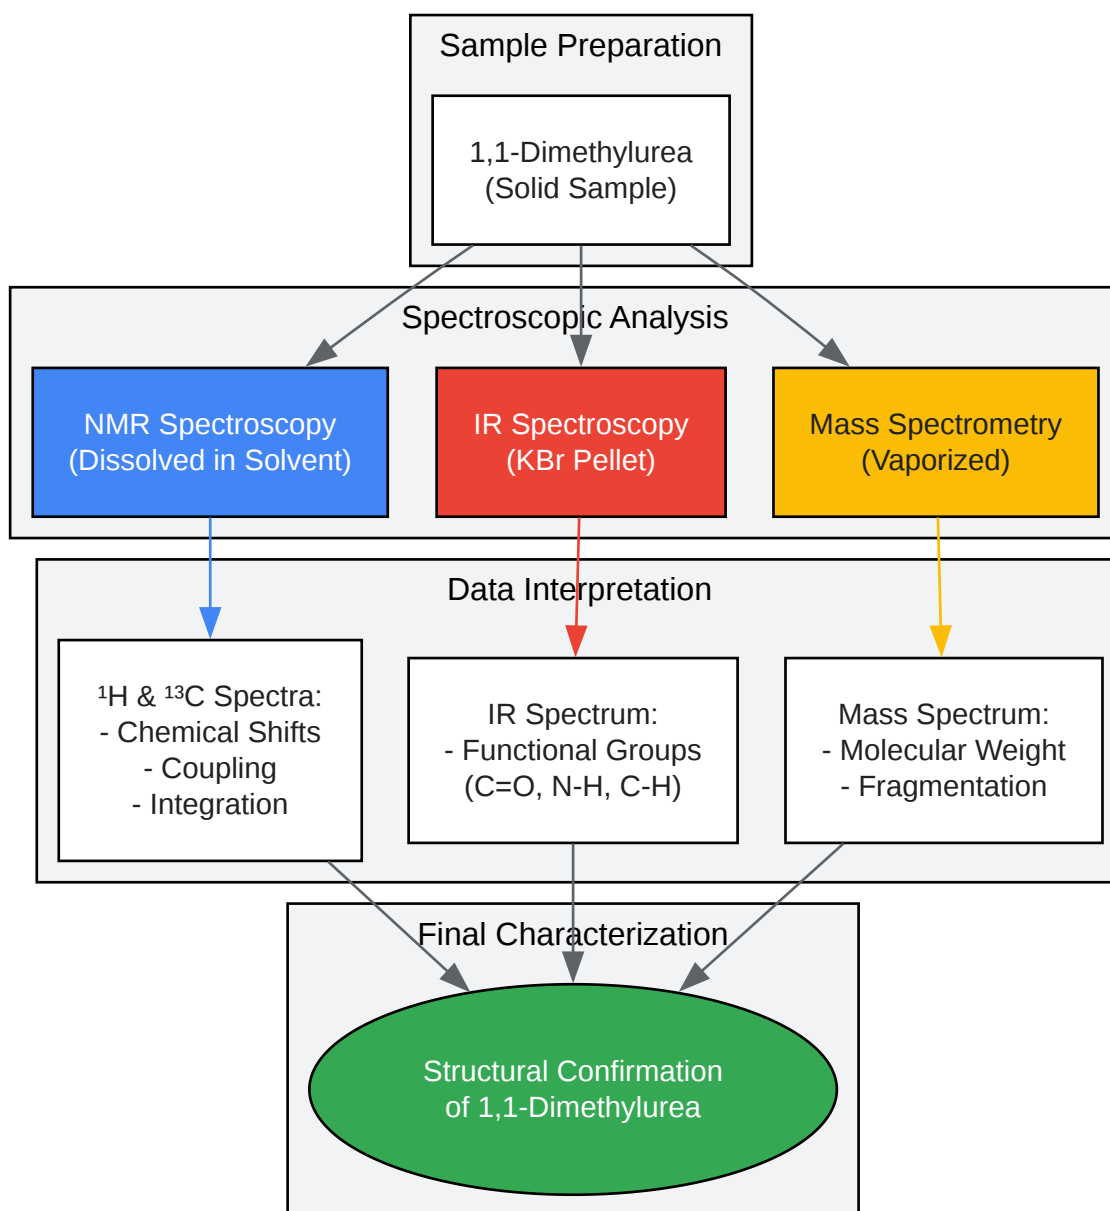 Sample Preparation
1,1-Dimethylurea
(Solid Sample)
Spectroscopic Analysis
NMR Spectroscopy
(Dissolved in Solvent)
IR Spectroscopy
(KBr Pellet)
Mass Spectrometry
(Vaporized)
Data Interpretation
¹H & ¹³C Spectra:
- Chemical Shifts
- Coupling
- Integration
IR Spectrum:
- Functional Groups
(C=O, N-H, C-H)
Mass Spectrum:
- Molecular Weight
- Fragmentation
Final Characterization
Structural Confirmation
of 1,1-Dimethylurea